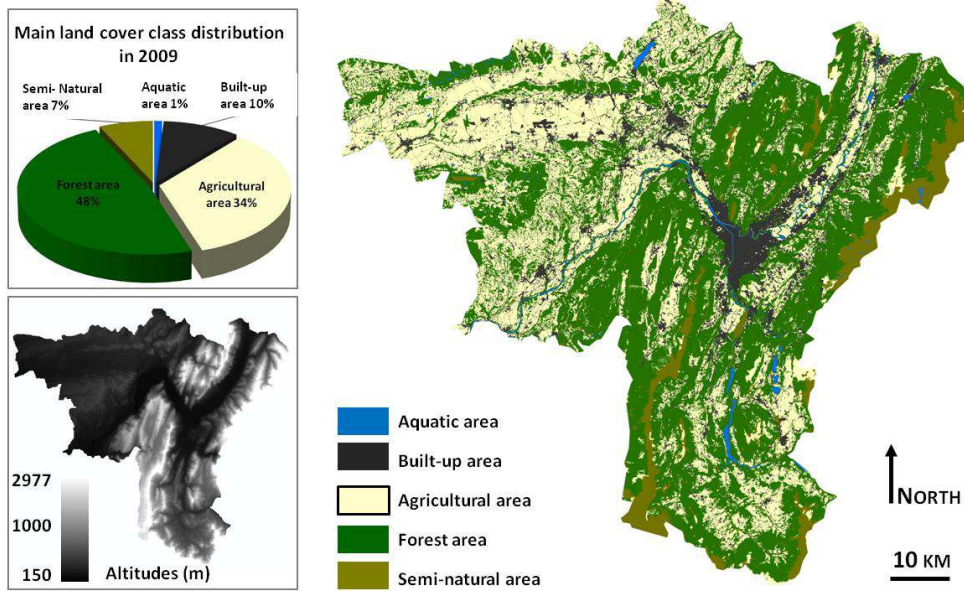 Main land cover class distribution
in 2009
Semi- Natural
area 7%
Aquatic
area 1%
Built-up
area 10%
Forest area
48%
Agricultural
area 34%
2977
1000
150
Altitudes (m)
Aquatic area
Built-up area
Agricultural area
Forest area
Semi-natural area
NORTH
10 KM